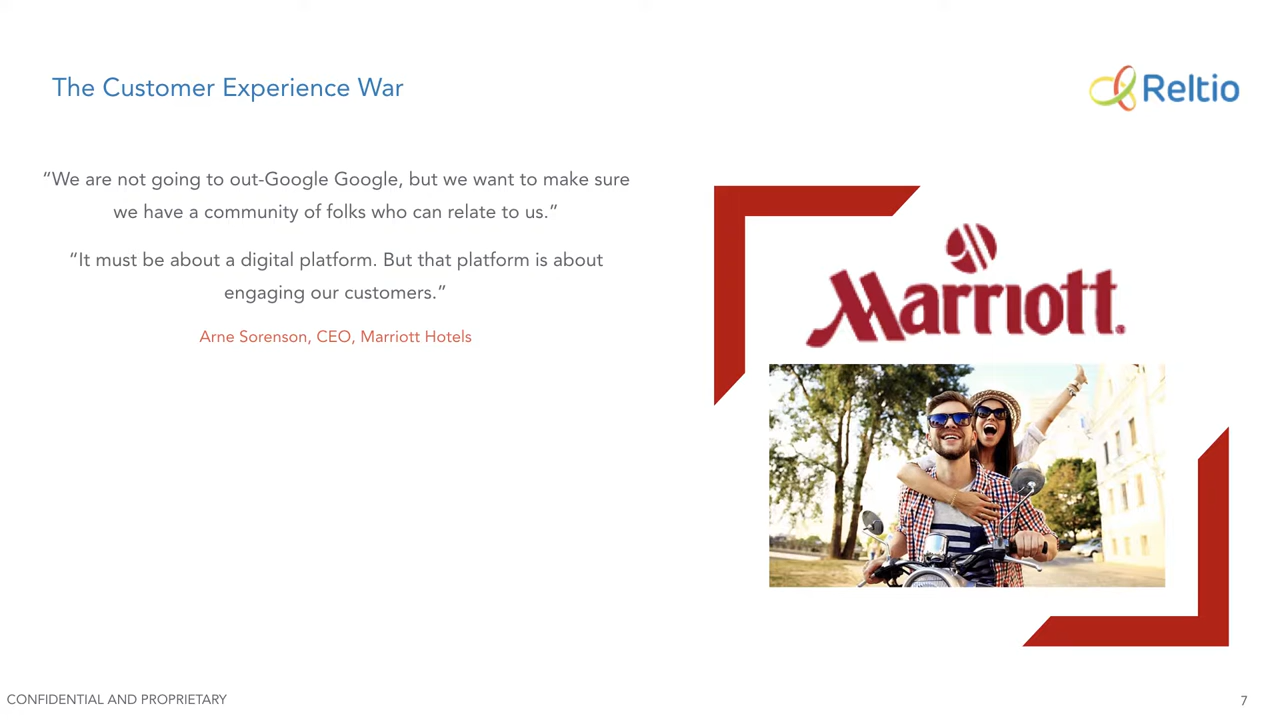 The Customer Experience War
Reltio
“We are not going to out-Google Google, but we want to make sure
we have a community of folks who can relate to us.”
“It must be about a digital platform. But that platform is about
engaging our customers.”
Arne Sorenson, CEO, Marriott Hotels
Marriott.
CONFIDENTIAL AND PROPRIETARY
7